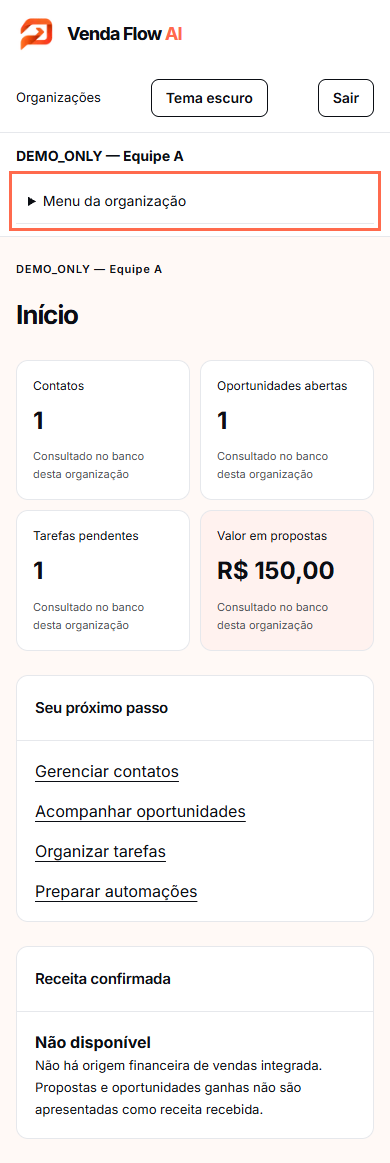 Venda Flow AI
Organizações
Tema escuro
Sair
DEMO_ONLY — Equipe A
Menu da organização
DEMO_ONLY — Equipe A
Início
Contatos
1
Consultado no banco
desta organização
Oportunidades abertas
1
Consultado no banco
desta organização
Tarefas pendentes
1
Consultado no banco
desta organização
Valor em propostas
R$ 150,00
Consultado no banco
desta organização
Seu próximo passo
Gerenciar contatos
Acompanhar oportunidades
Organizar tarefas
Preparar automações
Receita confirmada
Não disponível
Não há origem financeira de vendas integrada.
Propostas e oportunidades ganhas não são
apresentadas como receita recebida.